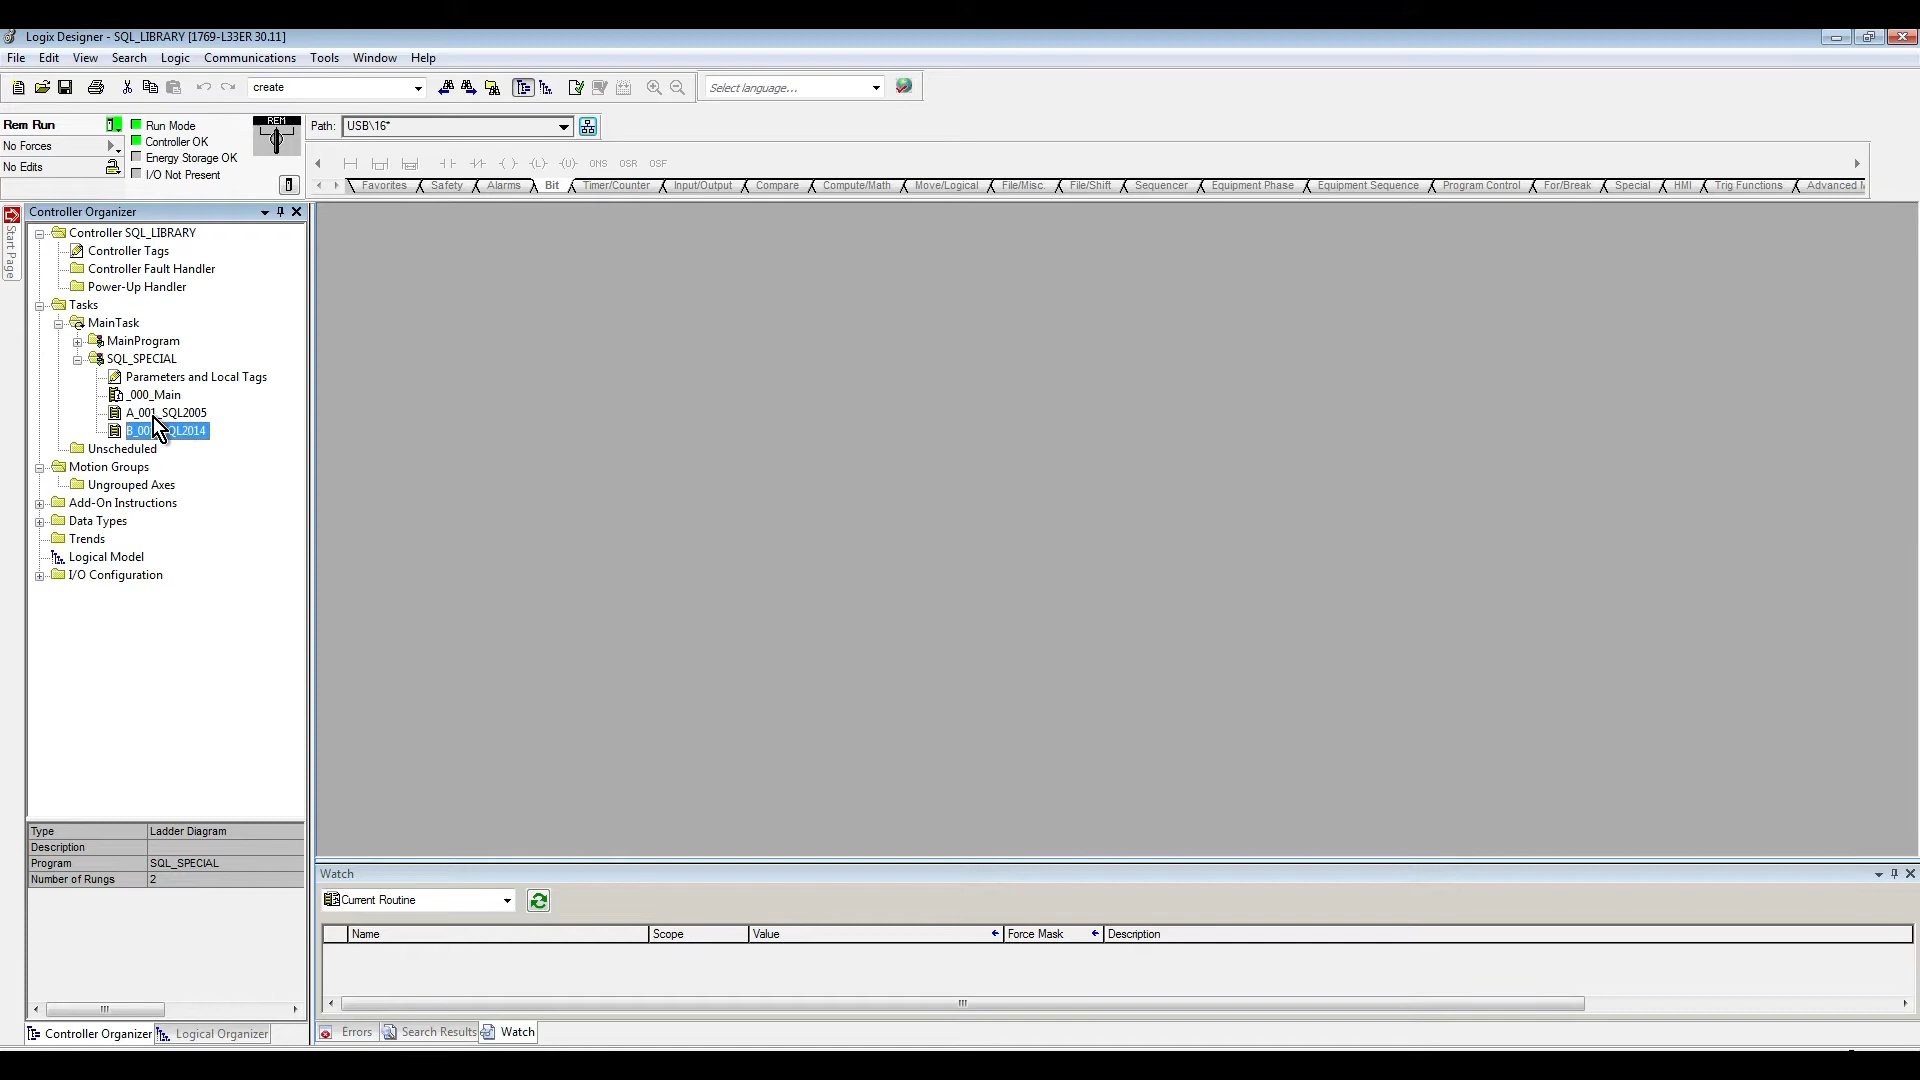 Logix Designer - SQL_LIBRARY [1769-L33ER 30.11]
File Edit View Search Logic Communications Tools Window Help
create
Select language...
Rem Run
No Forces
No Edits
Run Mode
Controller OK
Energy Storage OK
I/O Not Present
REM
Path: USB\16*
ONS OSR OSF
Favorites Safety Alarms Bit Timer/Counter Input/Output Compare Compute/Math Move/Logical File/Misc. File/Shift Sequencer Equipment Phase Equipment Sequence Program Control For/Break Special HMI Trig Functions Advanced
Start Page
Controller Organizer
Controller SQL_LIBRARY
Controller Tags
Controller Fault Handler
Power-Up Handler
Tasks
MainTask
MainProgram
SQL_SPECIAL
Parameters and Local Tags
_000_Main
A_001_SQL2005
Unscheduled
Motion Groups
Ungrouped Axes
Add-On Instructions
Data Types
Trends
Logical Model
I/O Configuration
Type Ladder Diagram
Description
Program SQL_SPECIAL
Number of Rungs 2
Controller Organizer Logical Organizer
Watch
Current Routine
Name Scope Value Force Mask Description
Errors Search Results Watch